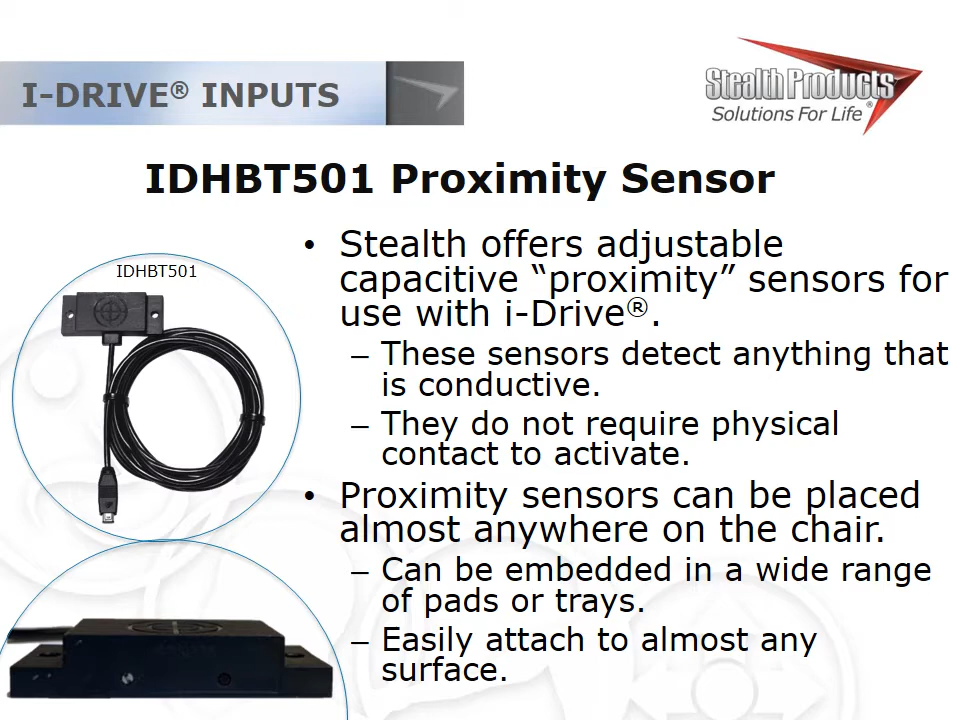 I-DRIVE® INPUTS
Stealth Products®
Solutions For Life
IDHBT501 Proximity Sensor
IDHBT501
• Stealth offers adjustable
capacitive “proximity” sensors for
use with i-Drive®.
– These sensors detect anything that
is conductive.
– They do not require physical
contact to activate.
• Proximity sensors can be placed
almost anywhere on the chair.
– Can be embedded in a wide range
of pads or trays.
– Easily attach to almost any
surface.